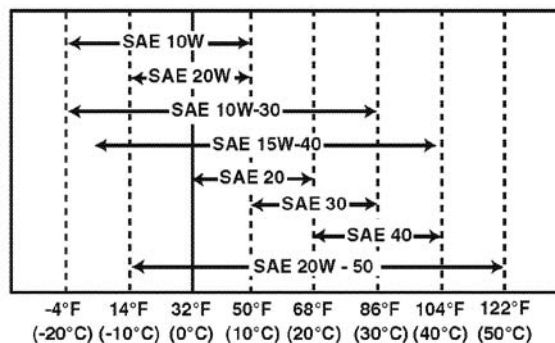 SAE 10W
SAE 20W
SAE 10W-30
SAE 15W-40
SAE 20
SAE 30
SAE 40
SAE 20W - 50
-4°F 14°F 32°F 50°F 68°F 86°F 104°F 122°F
(-20°C) (-10°C) (0°C) (10°C) (20°C) (30°C) (40°C) (50°C)